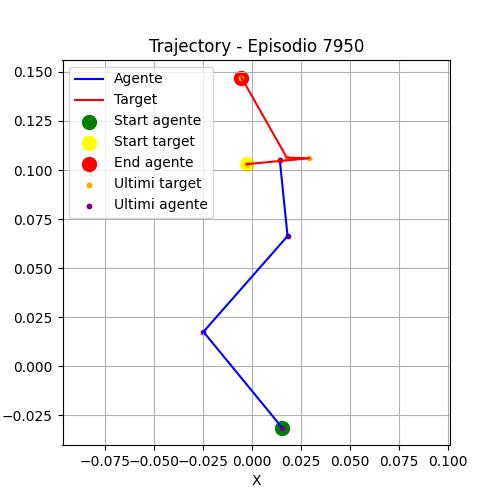 Trajectory - Episodio 7950
0.150
0.125
0.100
0.075
0.050
0.025
0.000
−0.025
Agente
Target
Start agente
Start target
End agente
Ultimi target
Ultimi agente
−0.075 −0.050 −0.025 0.000 0.025 0.050 0.075 0.100
X